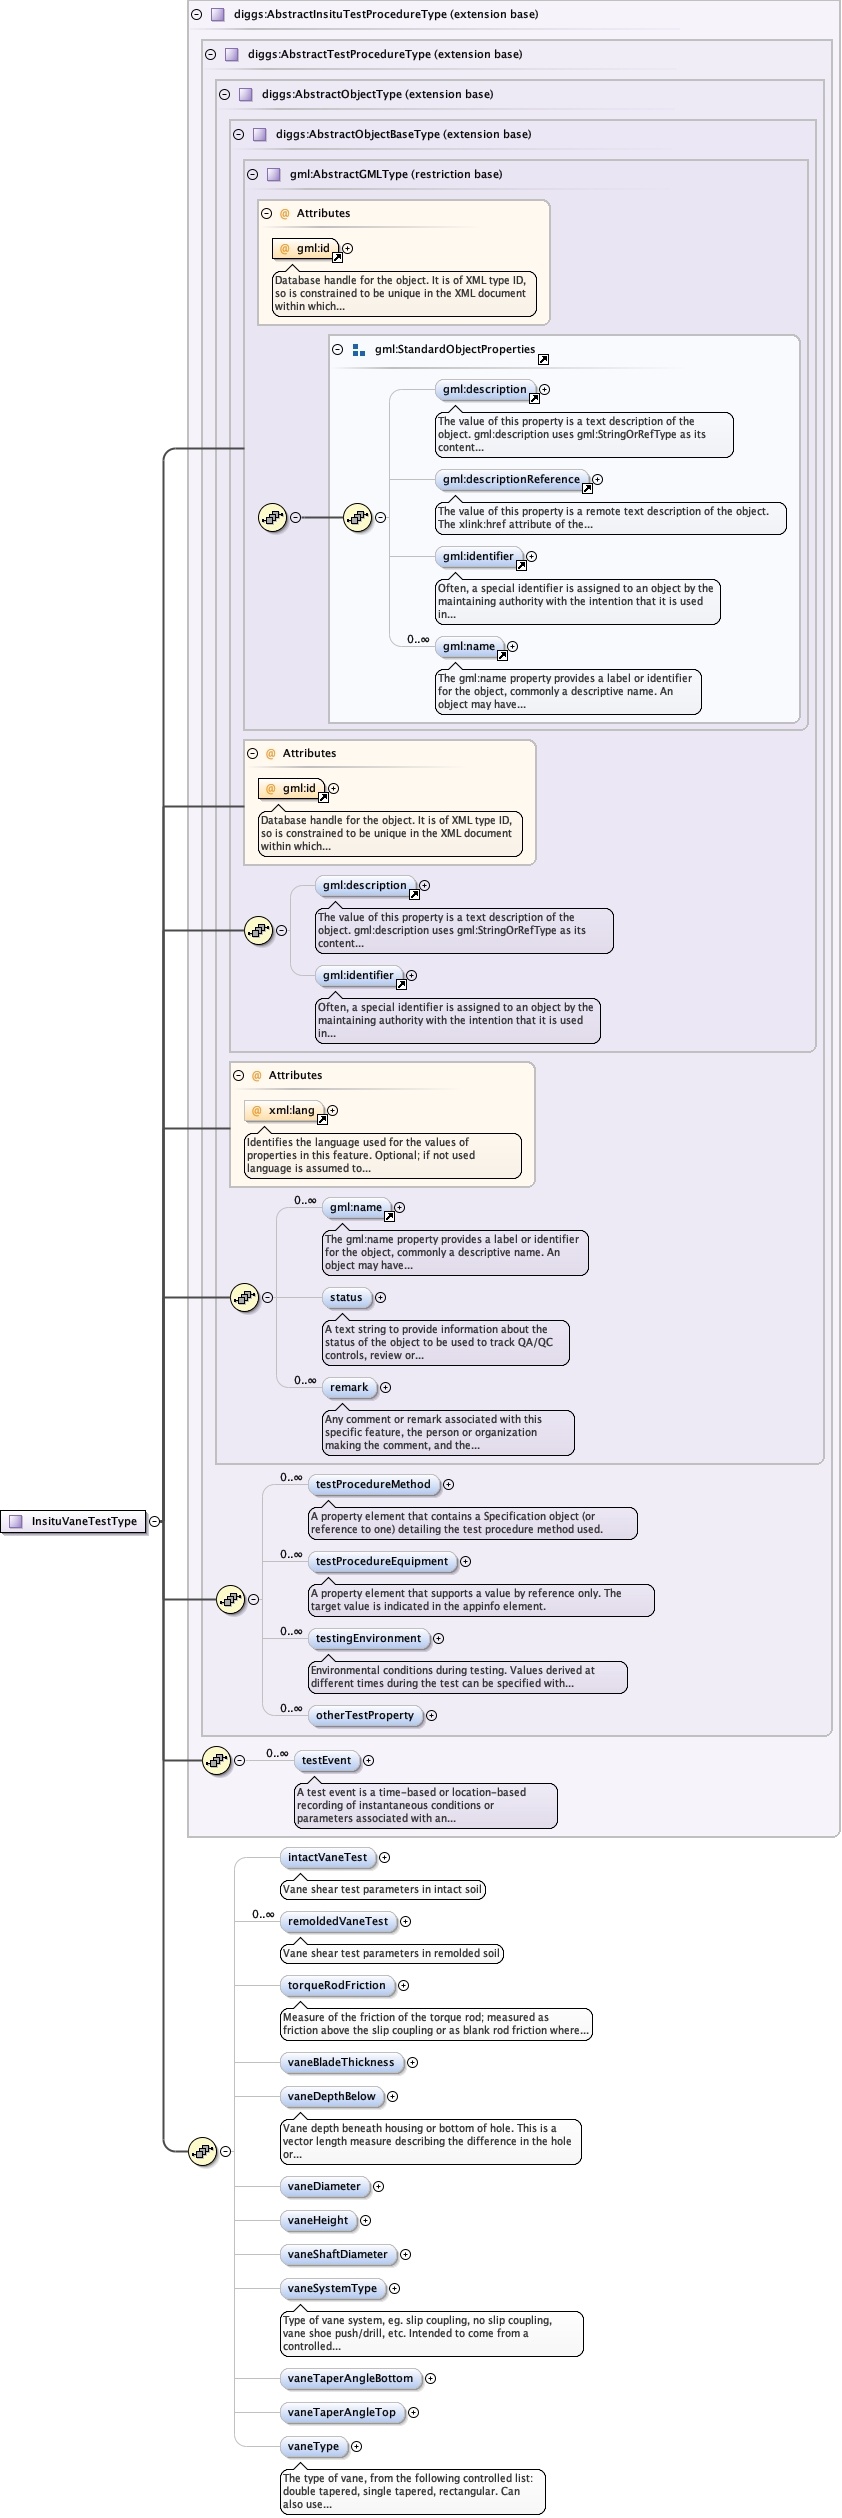 diggs:AbstractInsituTestProcedureType (extension base)
diggs:AbstractTestProcedureType (extension base)
diggs:AbstractObjectType (extension base)
diggs:AbstractObjectBaseType (extension base)
gml:AbstractGMLType (restriction base)
@ Attributes
@ gml:id
Database handle for the object. It is of XML type ID,
so is constrained to be unique in the XML document
within which...
gml:StandardObjectProperties
gml:description
The value of this property is a text description of the
object. gml:description uses gml:StringOrRefType as its
content...
gml:descriptionReference
The value of this property is a remote text description of the object.
The xlink:href attribute of the...
gml:identifier
Often, a special identifier is assigned to an object by the
maintaining authority with the intention that it is used
in...
0..∞
gml:name
The gml:name property provides a label or identifier
for the object, commonly a descriptive name. An
object may have...
@ Attributes
@ gml:id
Database handle for the object. It is of XML type ID,
so is constrained to be unique in the XML document
within which...
gml:description
The value of this property is a text description of the
object. gml:description uses gml:StringOrRefType as its
content...
gml:identifier
Often, a special identifier is assigned to an object by the
maintaining authority with the intention that it is used
in...
@ Attributes
@ xml:lang
Identifies the language used for the values of
properties in this feature. Optional; if not used
language is assumed to...
0..∞
gml:name
The gml:name property provides a label or identifier
for the object, commonly a descriptive name. An
object may have...
status
A text string to provide information about the
status of the object to be used to track QA/QC
controls, review or...
0..∞
remark
Any comment or remark associated with this
specific feature, the person or organization
making the comment, and the...
0..∞
testProcedureMethod
A property element that contains a Specification object (or
reference to one) detailing the test procedure method used.
InsituVaneTestType
0..∞
testProcedureEquipment
A property element that supports a value by reference only. The
target value is indicated in the appinfo element.
0..∞
testingEnvironment
Environmental conditions during testing. Values derived at
different times during the test can be specified with...
0..∞
otherTestProperty
0..∞
testEvent
A test event is a time-based or location-based
recording of instantaneous conditions or
parameters associated with an...
intactVaneTest
Vane shear test parameters in intact soil
0..∞
remoldedVaneTest
Vane shear test parameters in remolded soil
torqueRodFriction
Measure of the friction of the torque rod; measured as
friction above the slip coupling or as blank rod friction where...
vaneBladeThickness
vaneDepthBelow
Vane depth beneath housing or bottom of hole. This is a
vector length measure describing the difference in the hole
or...
vaneDiameter
vaneHeight
vaneShaftDiameter
vaneSystemType
Type of vane system, eg. slip coupling, no slip coupling,
vane shoe push/drill, etc. Intended to come from a
controlled...
vaneTaperAngleBottom
vaneTaperAngleTop
vaneType
The type of vane, from the following controlled list:
double tapered, single tapered, rectangular. Can
also use...